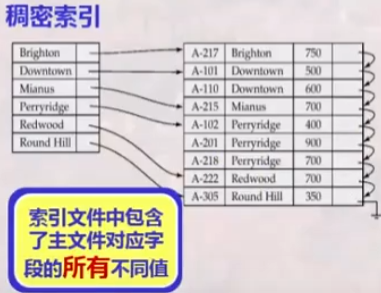 稠密索引
Brighton
Downtown
Mianus
Perryridge
Redwood
Round Hill
A-217 Brighton 750
A-101 Downtown 500
A-110 Downtown 600
A-215 Mianus 700
A-102 Perryridge 400
A-201 Perryridge 900
A-218 Perryridge 700
A-222 Redwood 700
A-305 Round Hill 350
索引文件中包含
了主文件对应字
段的所有不同值